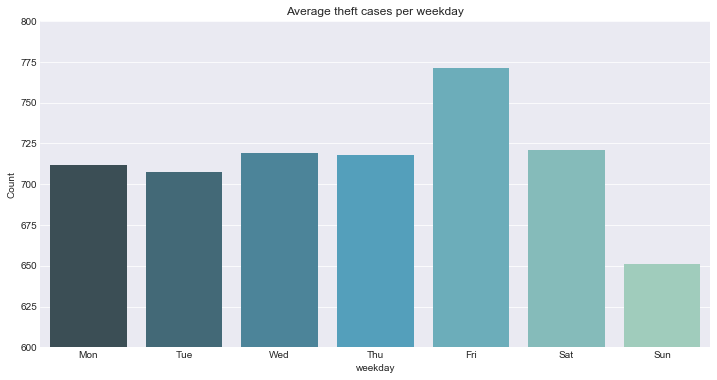 Average theft cases per weekday
800
775
750
725
700
675
650
625
600
Count
Mon Tue Wed Thu Fri Sat Sun
weekday